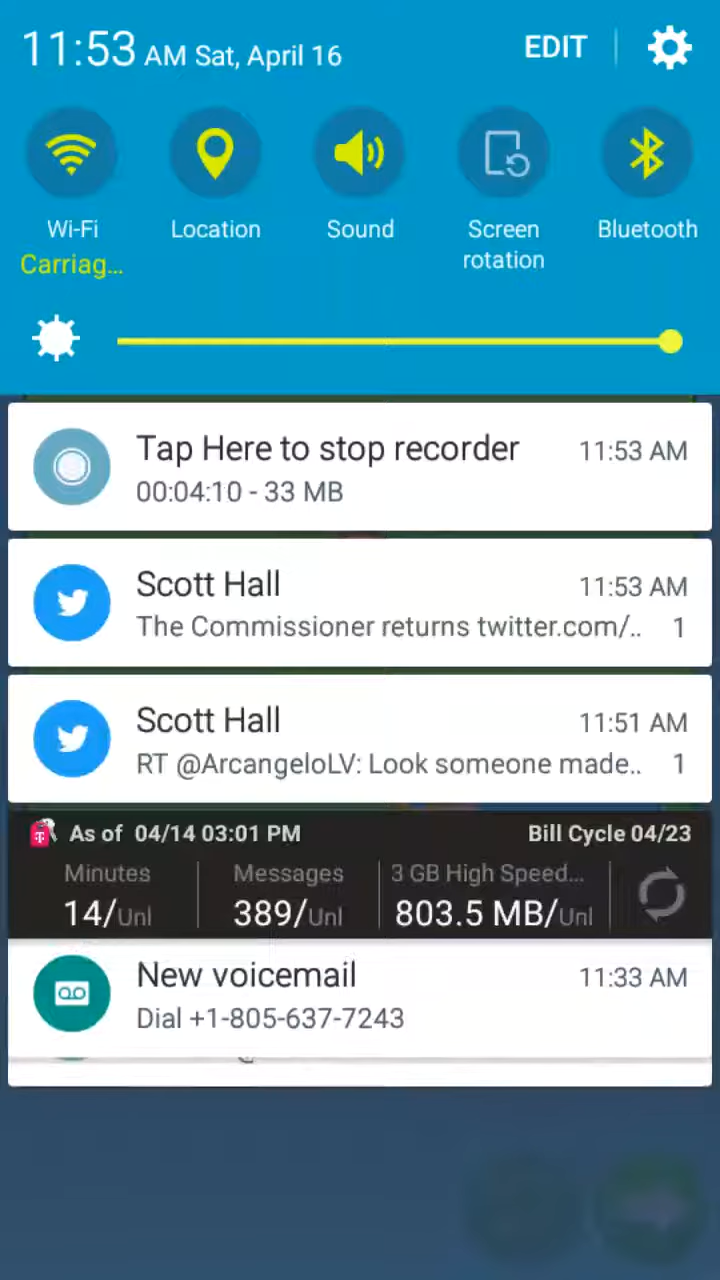 11:53 AM Sat, April 16 EDIT
Wi-Fi Location Sound Screen rotation Bluetooth
Carriag...
Tap Here to stop recorder 11:53 AM
00:04:10 - 33 MB
Scott Hall 11:53 AM
The Commissioner returns twitter.com/.. 1
Scott Hall 11:51 AM
RT @ArcangeloLV: Look someone made.. 1
As of 04/14 03:01 PM Bill Cycle 04/23
Minutes Messages 3 GB High Speed...
14/Unl 389/Unl 803.5 MB/Unl
New voicemail 11:33 AM
Dial +1-805-637-7243